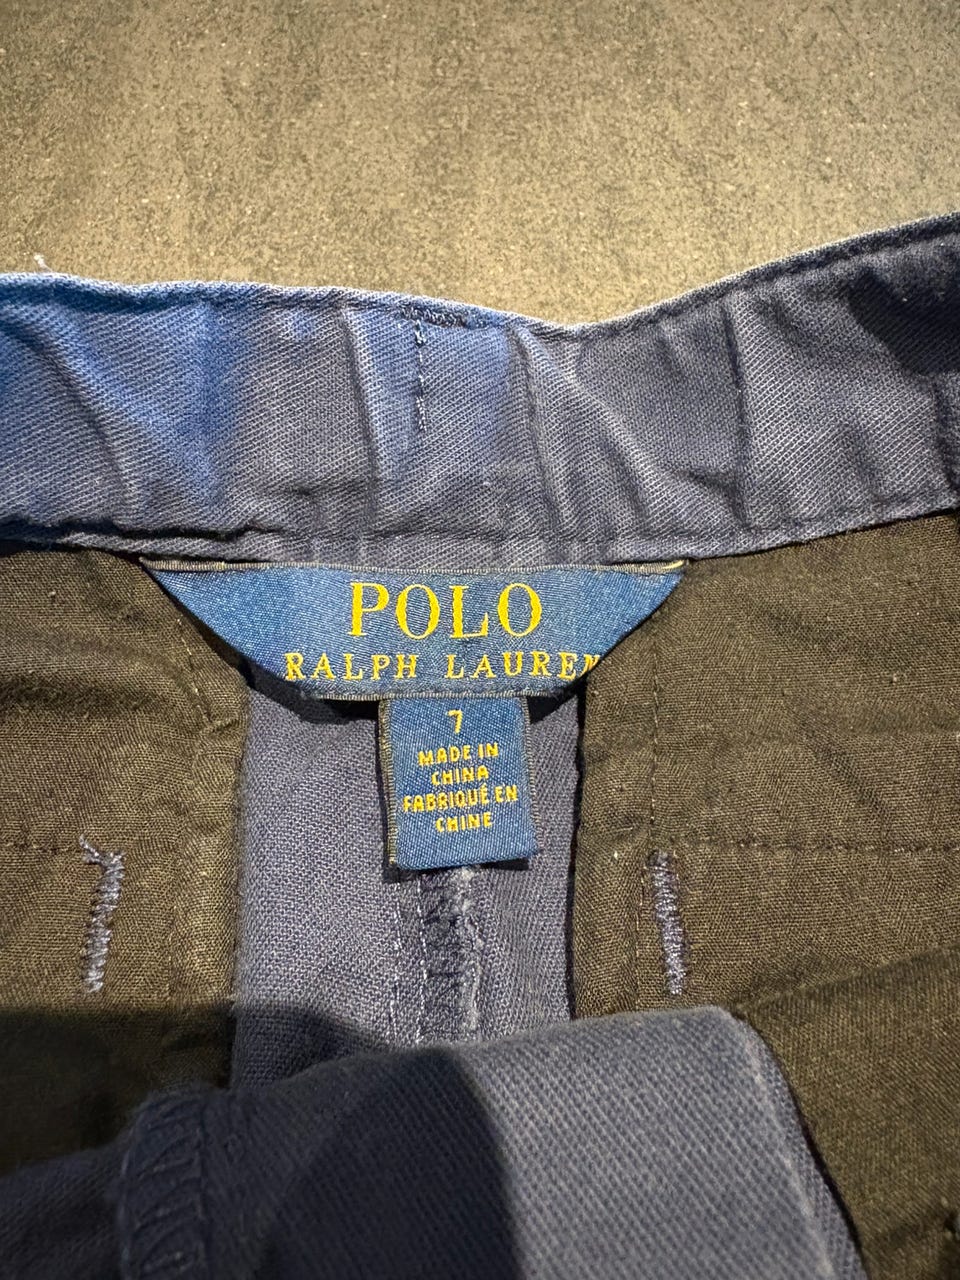 POLO
RALPH LAUREN
7
MADE IN
CHINA
FABRIQUÉ EN
CHINE